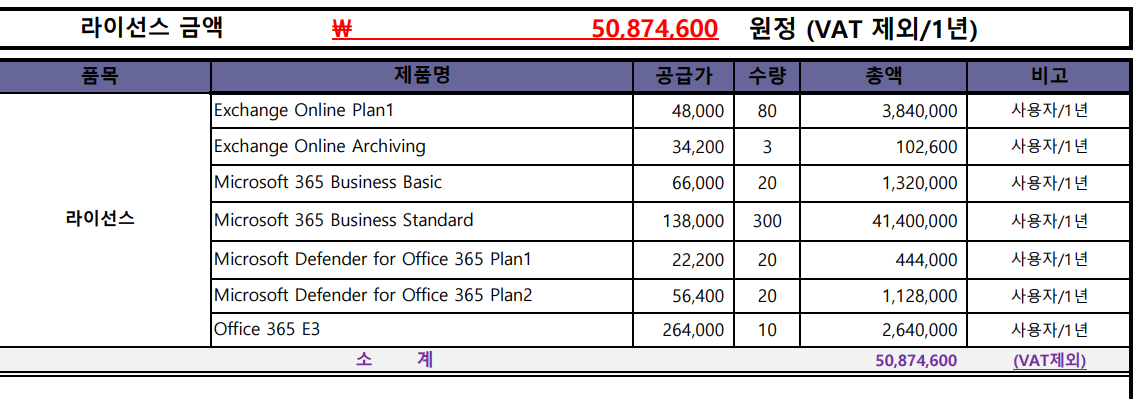 라이선스 금액 ₩ 50,874,600 원정 (VAT 제외/1년)
품목 제품명 공급가 수량 총액 비고
Exchange Online Plan1 48,000 80 3,840,000 사용자/1년
Exchange Online Archiving 34,200 3 102,600 사용자/1년
Microsoft 365 Business Basic 66,000 20 1,320,000 사용자/1년
라이선스 Microsoft 365 Business Standard 138,000 300 41,400,000 사용자/1년
Microsoft Defender for Office 365 Plan1 22,200 20 444,000 사용자/1년
Microsoft Defender for Office 365 Plan2 56,400 20 1,128,000 사용자/1년
Office 365 E3 264,000 10 2,640,000 사용자/1년
소 계 50,874,600 (VAT제외)